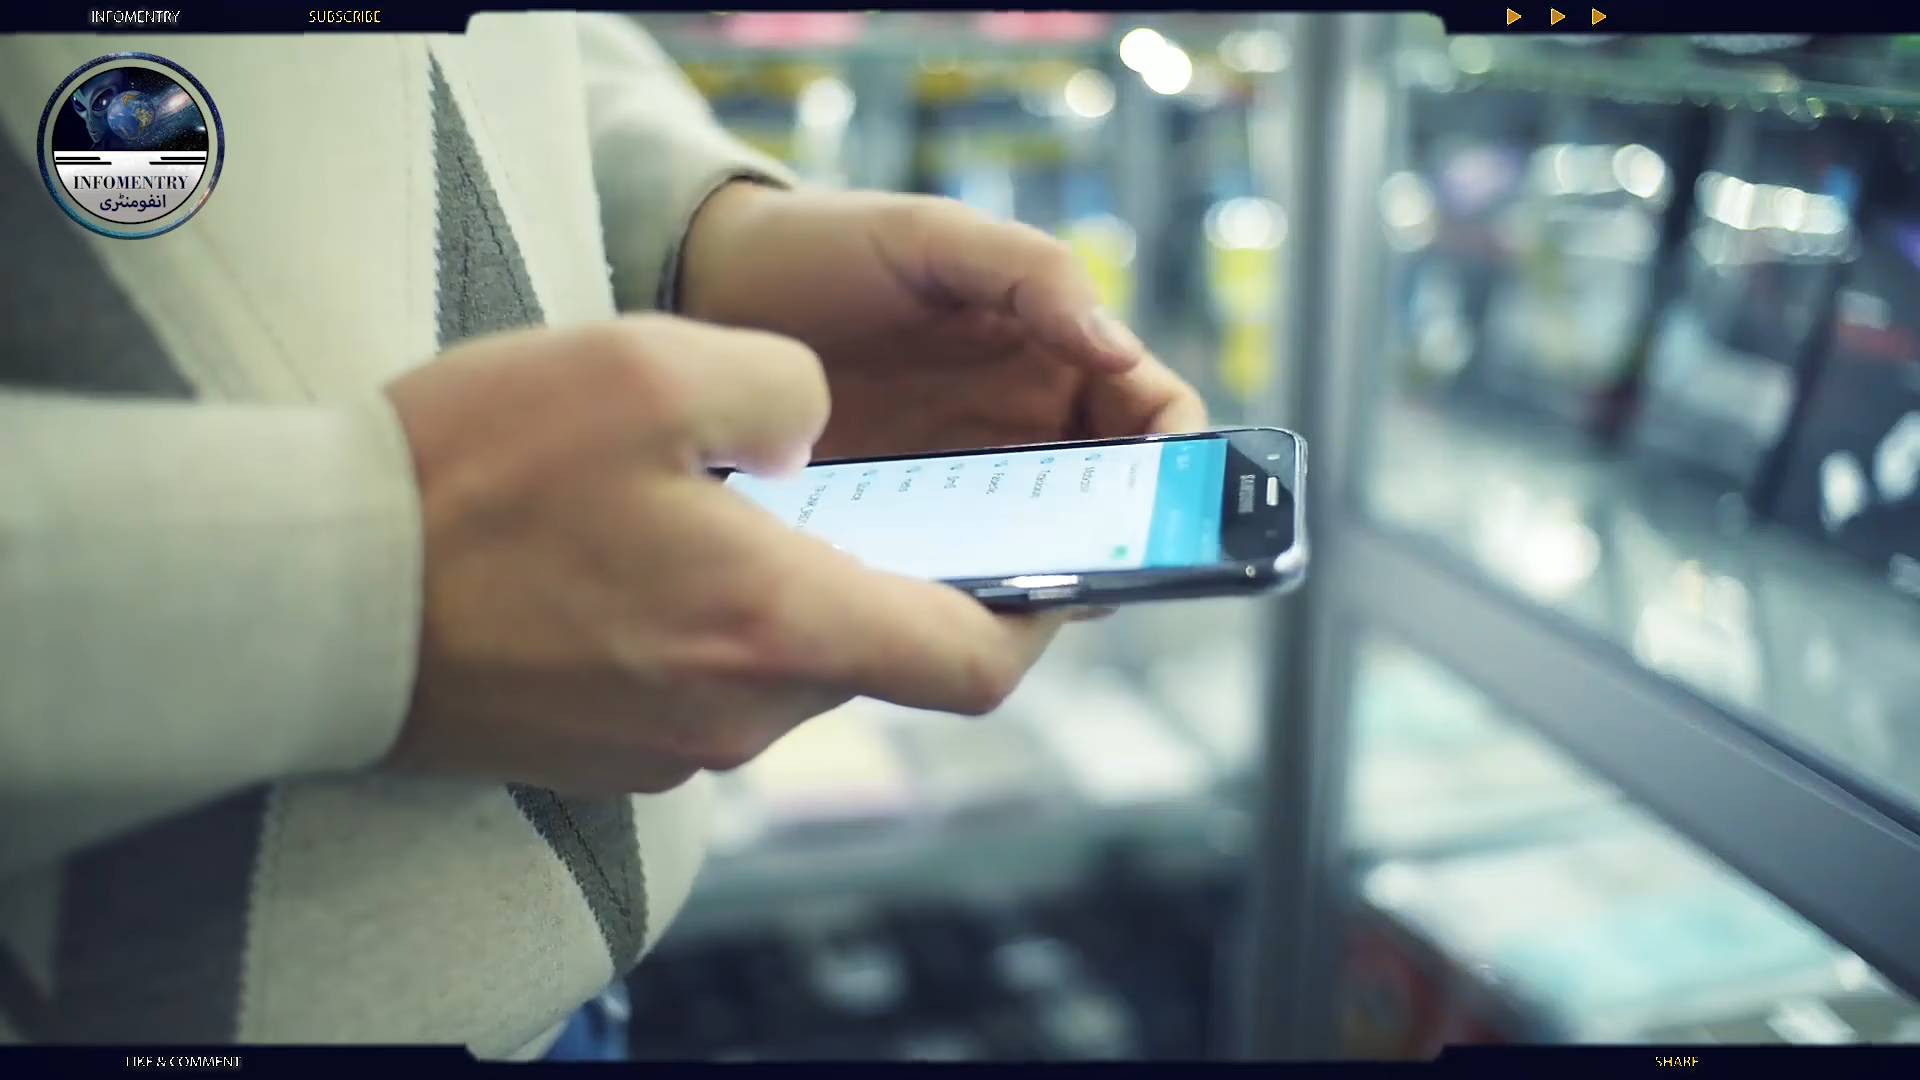 INFOMENTRY
SUBSCRIBE
INFOMENTRY
انفومنٹری
SAMSUNG
LIKE & COMMENT
SHARE